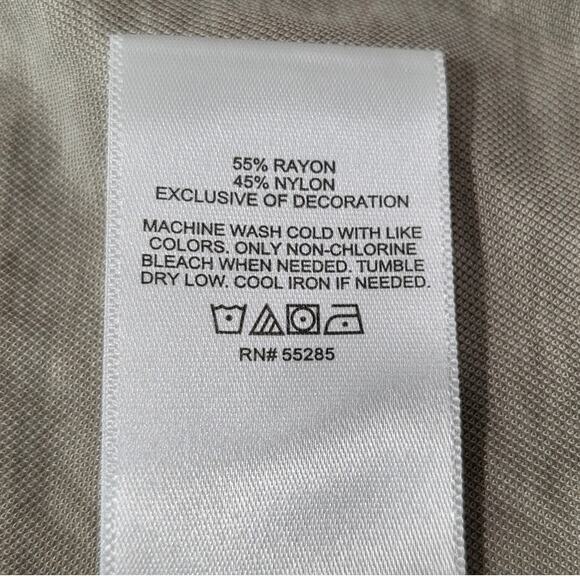 55% RAYON
45% NYLON
EXCLUSIVE OF DECORATION
MACHINE WASH COLD WITH LIKE
COLORS. ONLY NON-CHLORINE
BLEACH WHEN NEEDED. TUMBLE
DRY LOW. COOL IRON IF NEEDED.
RN# 55285